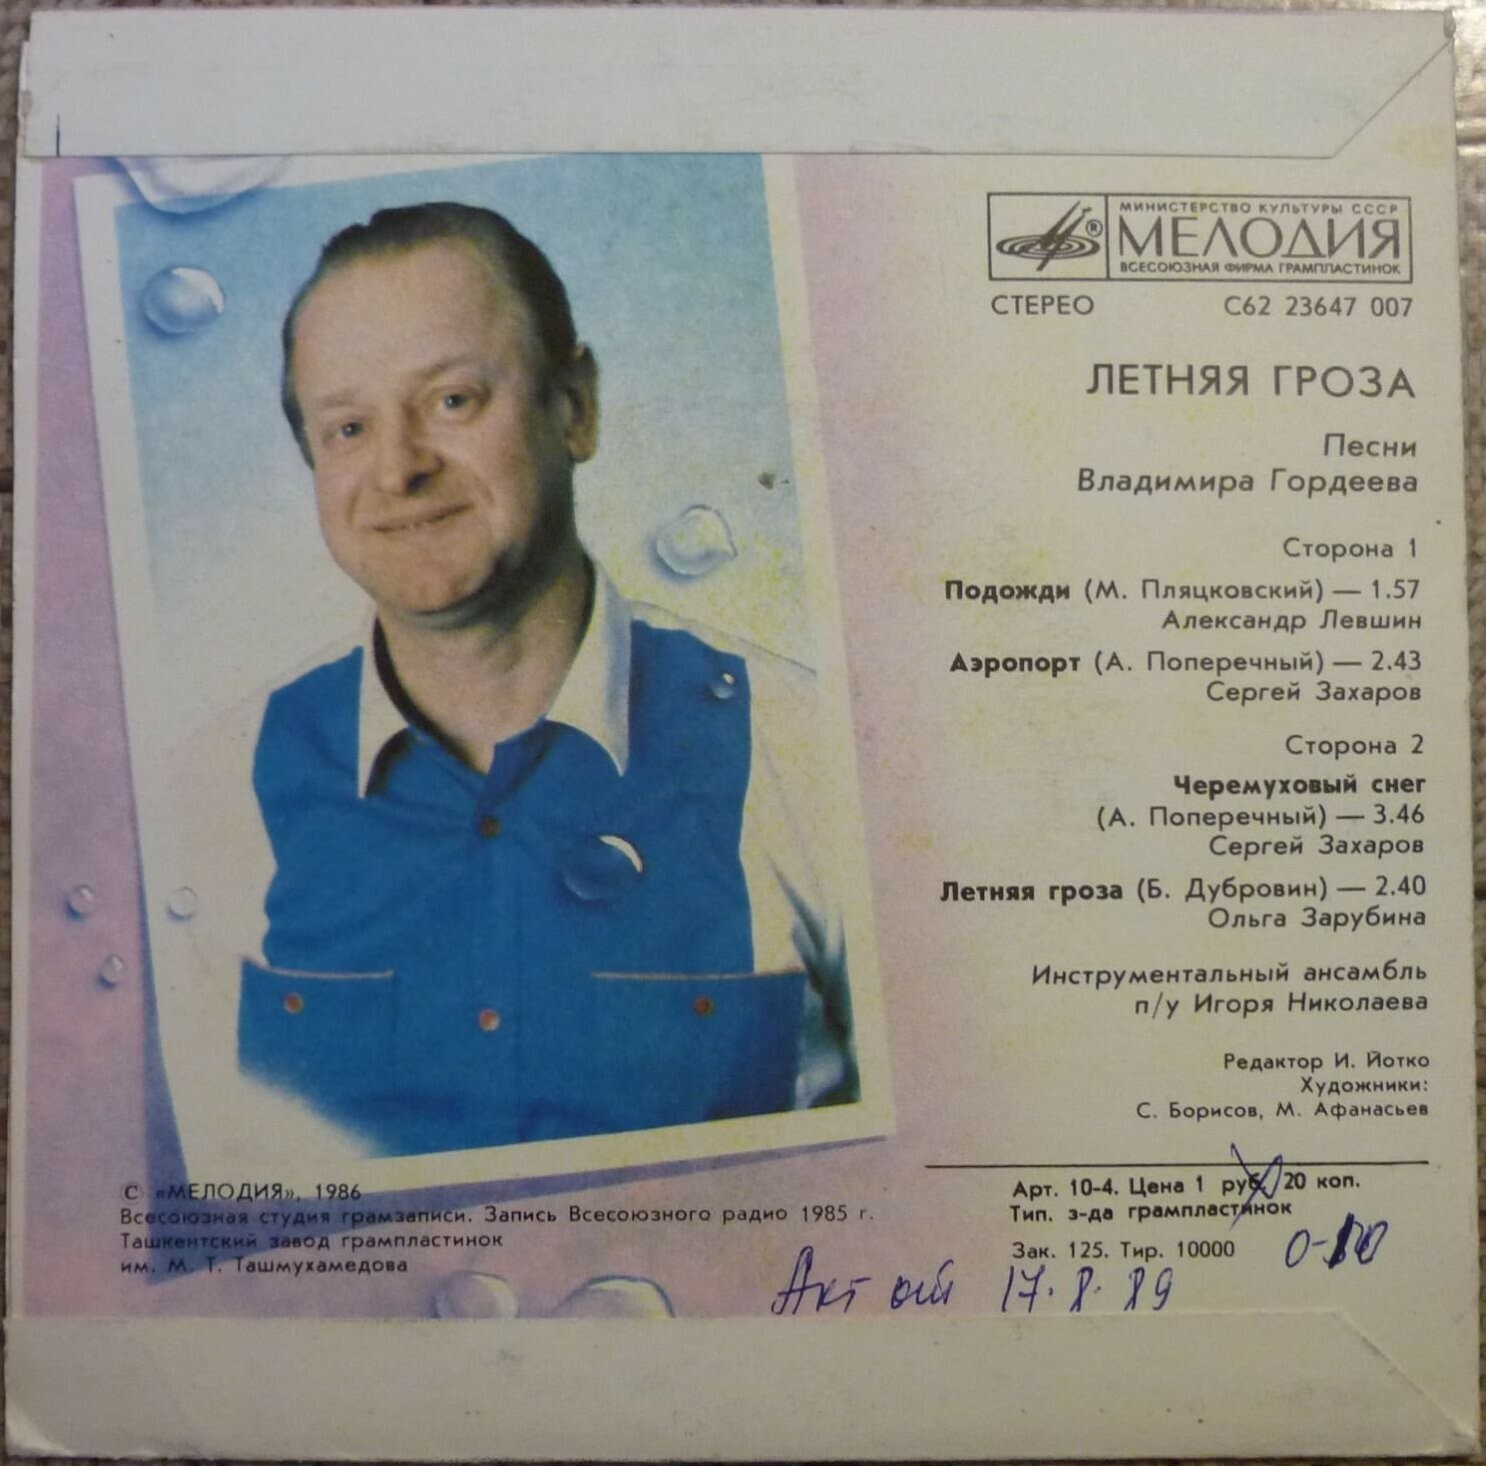 МИНИСТЕРСТВО КУЛЬТУРЫ СССР
МЕЛОДИЯ
ВСЕСОЮЗНАЯ ФИРМА ГРАМПЛАСТИНОК
СТЕРЕО С62 23647 007
ЛЕТНЯЯ ГРОЗА
Песни
Владимира Гордеева
Сторона 1
Подожди (М. Пляцковский) — 1.57
Александр Левшин
Аэропорт (А. Поперечный) — 2.43
Сергей Захаров
Сторона 2
Черемуховый снег
(А. Поперечный) — 3.46
Сергей Захаров
Летняя гроза (Б. Дубровин) — 2.40
Ольга Зарубина
Инструментальный ансамбль
п/у Игоря Николаева
Редактор И. Йотко
Художники:
С. Борисов, М. Афанасьев
С «МЕЛОДИЯ», 1986
Всесоюзная студия грамзаписи. Запись Всесоюзного радио 1985 г.
Ташкентский завод грампластинок
им. М. Т. Ташмухамедова
Арт. 10-4. Цена 1 руб. 20 коп.
Тип. з-да грампластинок
Зак. 125. Тир. 10000
Акт от 17.8.89